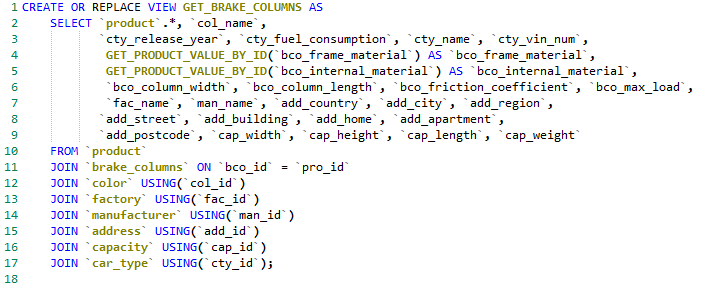 1 CREATE OR REPLACE VIEW GET_BRAKE_COLUMNS AS
2 SELECT `product`.*, `col_name`,
3 `cty_release_year`, `cty_fuel_consumption`, `cty_name`, `cty_vin_num`,
4 GET_PRODUCT_VALUE_BY_ID(`bco_frame_material`) AS `bco_frame_material`,
5 GET_PRODUCT_VALUE_BY_ID(`bco_internal_material`) AS `bco_internal_material`,
6 `bco_column_width`, `bco_column_length`, `bco_friction_coefficient`, `bco_max_load`,
7 `fac_name`, `man_name`, `add_country`, `add_city`, `add_region`,
8 `add_street`, `add_building`, `add_home`, `add_apartment`,
9 `add_postcode`, `cap_width`, `cap_height`, `cap_length`, `cap_weight`
10 FROM `product`
11 JOIN `brake_columns` ON `bco_id` = `pro_id`
12 JOIN `color` USING(`col_id`)
13 JOIN `factory` USING(`fac_id`)
14 JOIN `manufacturer` USING(`man_id`)
15 JOIN `address` USING(`add_id`)
16 JOIN `capacity` USING(`cap_id`)
17 JOIN `car_type` USING(`cty_id`);
18